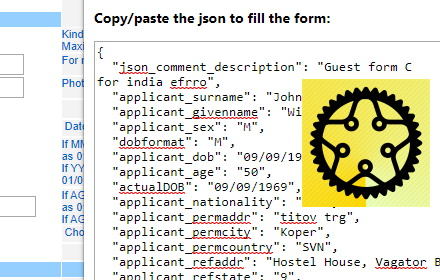 Copy/paste the json to fill the form:
Kind
Maxi
For r
Phot
Date
If MM
as 0
If YY
01/0
If AG
as 0
If AG
Cho
{
"json_comment_description": "Guest form C
for india efrro",
"applicant_surname": "John
"applicant_givenname": "Wi
"applicant_sex": "M",
"dobformat": "M",
"applicant_dob": "09/09/19
"applicant_age": "50",
"actualDOB": "09/09/1969",
"applicant_nationality": "
"applicant_permaddr": "titov trg",
"applicant_permcity": "Koper",
"applicant_permcountry": "SVN",
"applicant_refaddr": "Hostel House, Vagator B
"applicant_refstate": "9",